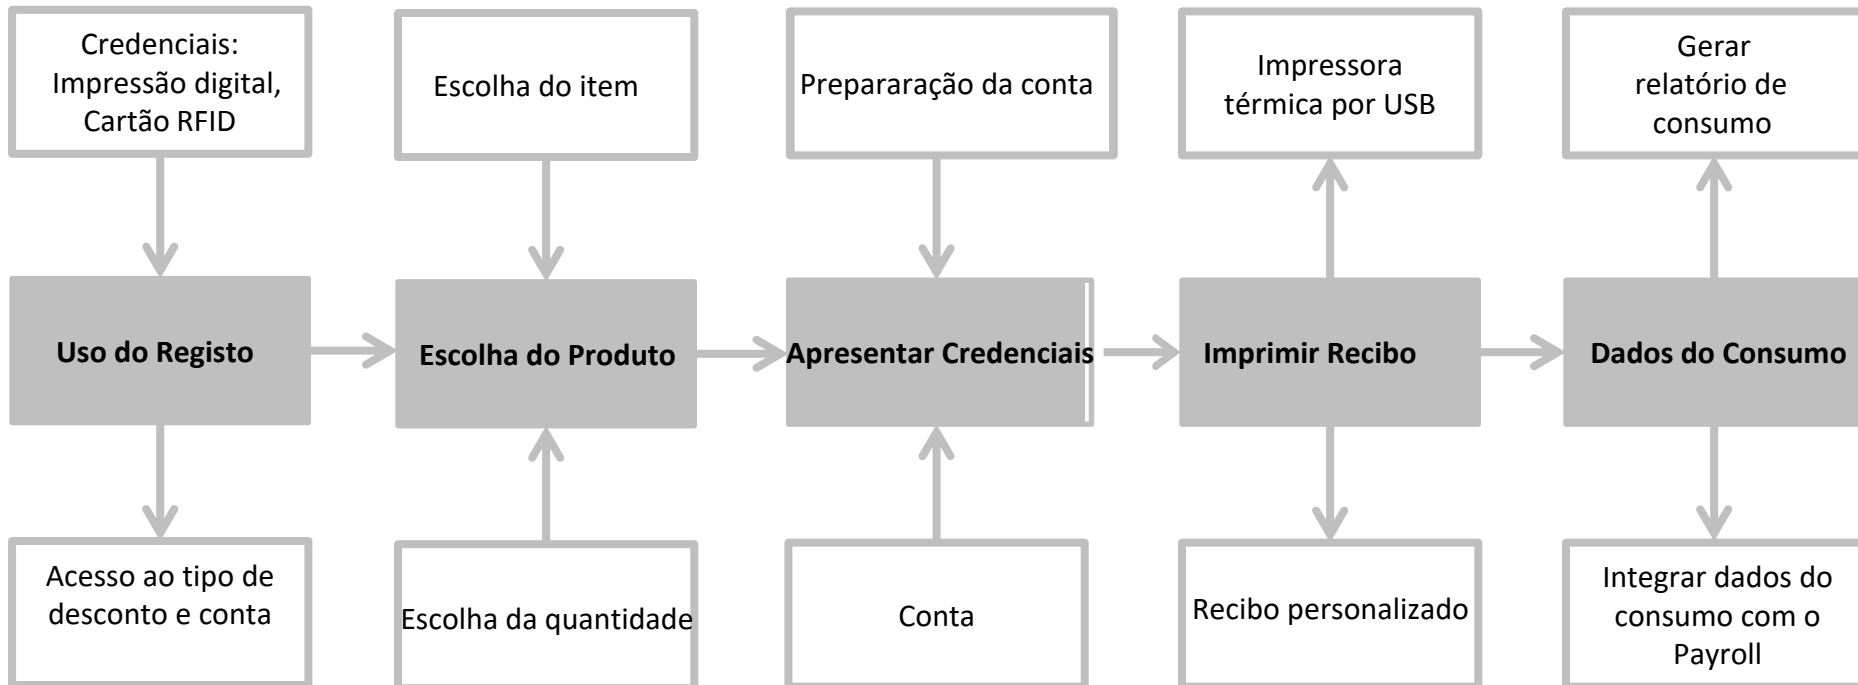 Credenciais:
Impressão digital,
Cartão RFID
Escolha do item
Prepararação da conta
Impressora
térmica por USB
Gerar
relatório de
consumo
Uso do Registo
Escolha do Produto
Apresentar Credenciais
Imprimir Recibo
Dados do Consumo
Acesso ao tipo de
desconto e conta
Escolha da quantidade
Conta
Recibo personalizado
Integrar dados do
consumo com o
Payroll